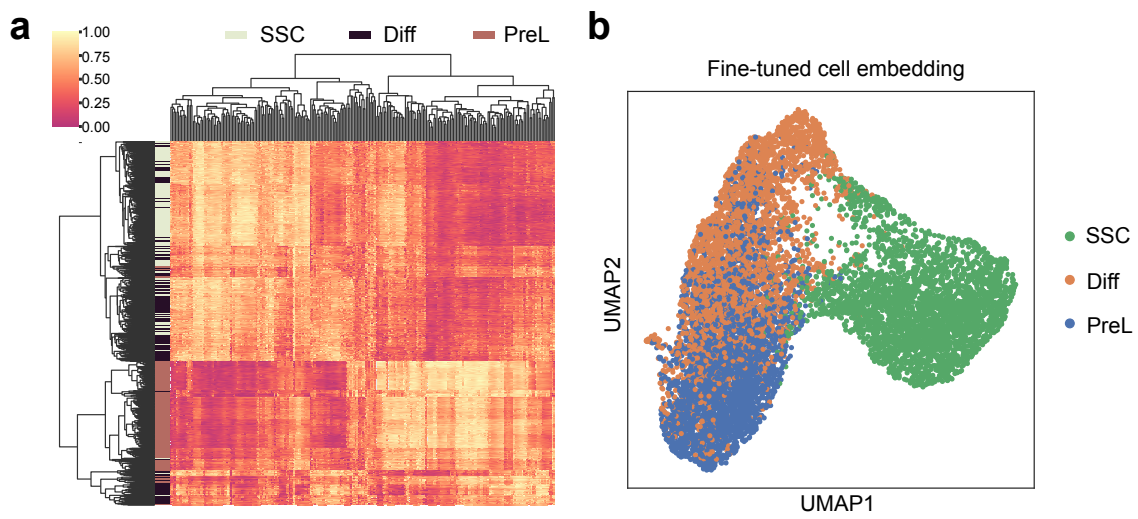 a
1.00
0.75
0.50
0.25
0.00
-
SSC
Diff
PreL
b
Fine-tuned cell embedding
UMAP2
UMAP1
SSC
Diff
PreL